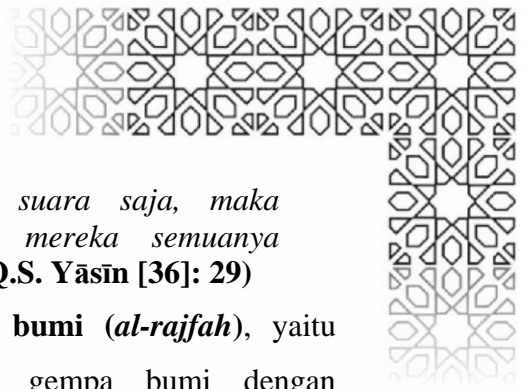 suara saja, maka
mereka semuanya
Q.S. Yāsīn [36]: 29)
bumi (al-rajfah), yaitu
gempa bumi dengan